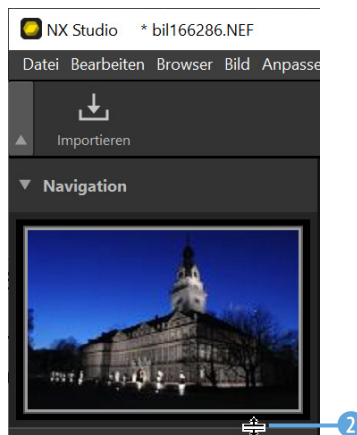 NX Studio * bil166286.NEF
Datei Bearbeiten Browser Bild Anpasse
Importieren
Navigation
2